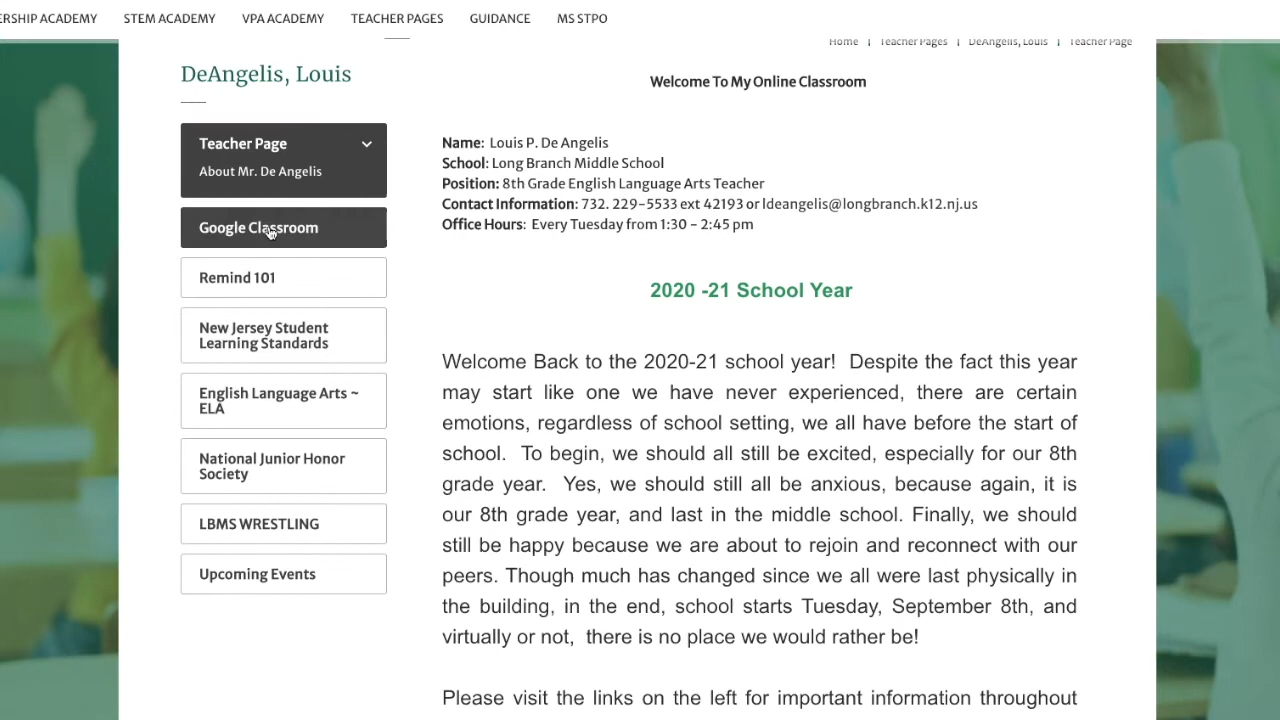 ERSHIP ACADEMY STEM ACADEMY VPA ACADEMY TEACHER PAGES GUIDANCE MS STPO
Home | Teacher Pages | DeAngelis, Louis | Teacher Page
DeAngelis, Louis
Teacher Page
About Mr. De Angelis
Google Classroom
Remind 101
New Jersey Student
Learning Standards
English Language Arts ~
ELA
National Junior Honor
Society
LBMS WRESTLING
Upcoming Events
Welcome To My Online Classroom
Name: Louis P. De Angelis
School: Long Branch Middle School
Position: 8th Grade English Language Arts Teacher
Contact Information: 732. 229-5533 ext 42193 or ldeangelis@longbranch.k12.nj.us
Office Hours: Every Tuesday from 1:30 - 2:45 pm
2020 -21 School Year
Welcome Back to the 2020-21 school year! Despite the fact this year
may start like one we have never experienced, there are certain
emotions, regardless of school setting, we all have before the start of
school. To begin, we should all still be excited, especially for our 8th
grade year. Yes, we should still all be anxious, because again, it is
our 8th grade year, and last in the middle school. Finally, we should
still be happy because we are about to rejoin and reconnect with our
peers. Though much has changed since we all were last physically in
the building, in the end, school starts Tuesday, September 8th, and
virtually or not, there is no place we would rather be!
Please visit the links on the left for important information throughout